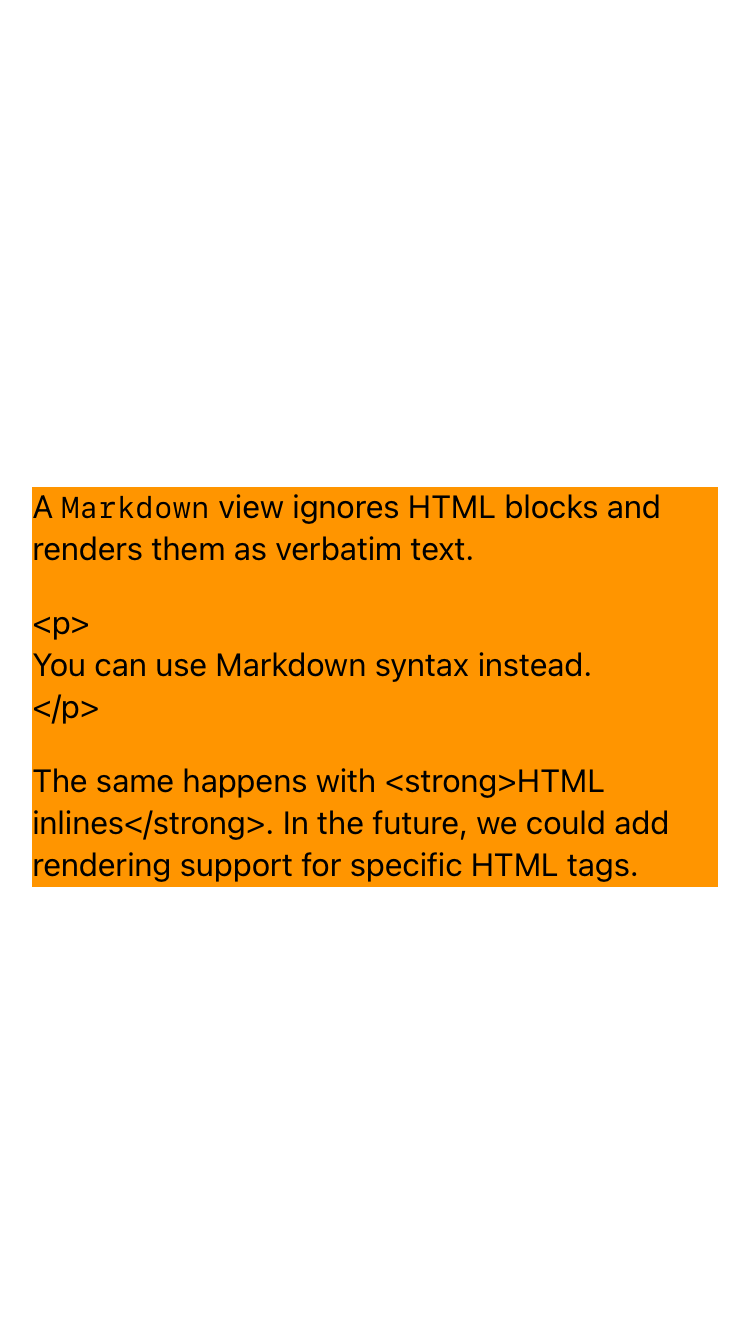 A Markdown view ignores HTML blocks and
renders them as verbatim text.
<p>
You can use Markdown syntax instead.
</p>
The same happens with <strong>HTML
inlines</strong>. In the future, we could add
rendering support for specific HTML tags.